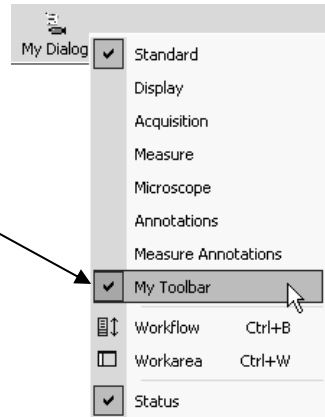 My Dialog
Standard
Display
Acquisition
Measure
Microscope
Annotations
Measure Annotations
My Toolbar
Workflow Ctrl+B
Workarea Ctrl+W
Status